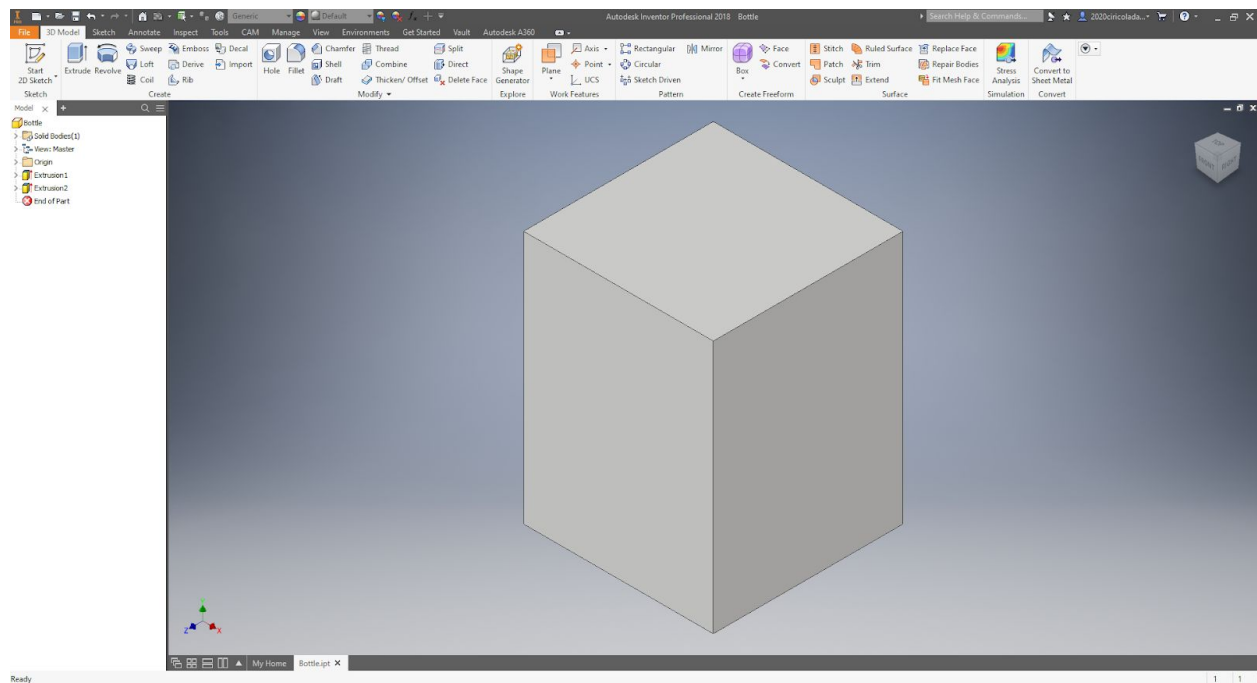 Generic Default Autodesk Inventor Professional 2018 Bottle Search Help & Commands... 2020ciricolada...
File 3D Model Sketch Annotate Inspect Tools CAM Manage View Environments Get Started Vault Autodesk A360
Sweep Emboss Decal Chamfer Thread Split Axis Rectangular Mirror Face Stitch Ruled Surface Replace Face
Start 2D Sketch Extrude Revolve Loft Derive Import Hole Fillet Shell Combine Direct Shape Generator Plane Point Circular Box Convert Patch Trim Repair Bodies Stress Analysis Convert to Sheet Metal
Coil Rib Draft Thicken/ Offset Delete Face UCS Sketch Driven Sculpt Extend Fit Mesh Face
Sketch Create Modify Explore Work Features Pattern Create Freeform Surface Simulation Convert
Model
Bottle
Solid Bodies(1)
View: Master
Origin
Extrusion1
Extrusion2
End of Part
TOP
FRONT RIGHT
Y
Z X
My Home Bottle.ipt
Ready 1 1